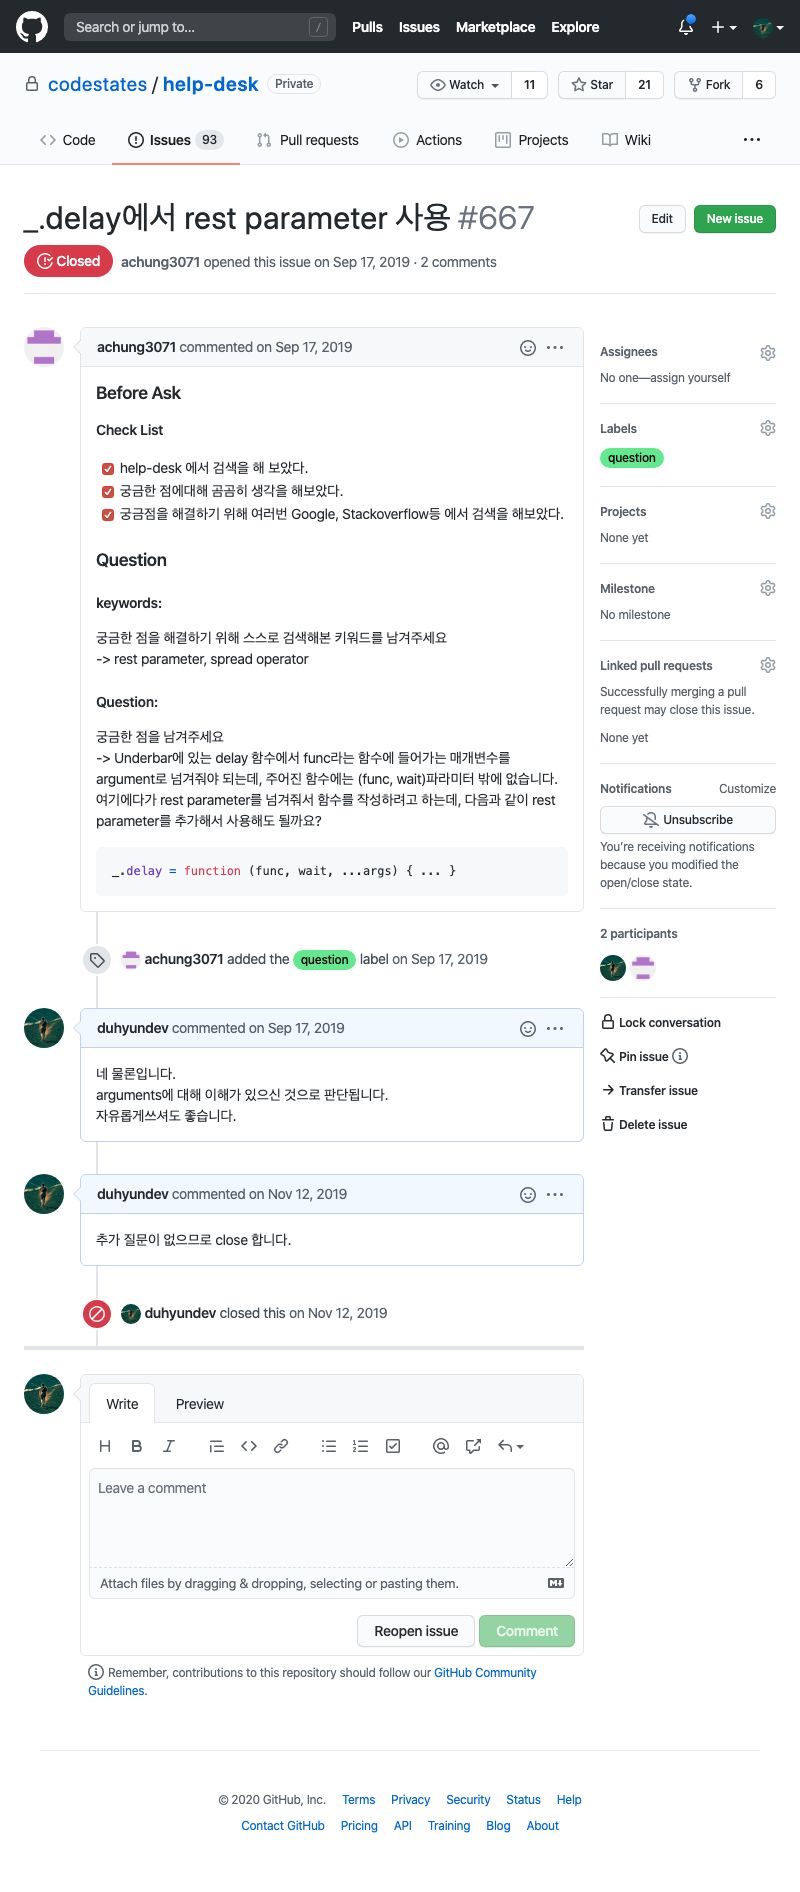 Search or jump to... /
Pulls Issues Marketplace Explore
codestates / help-desk Private
Watch 11 Star 21 Fork 6
Code Issues 93 Pull requests Actions Projects Wiki ...
_.delay에서 rest parameter 사용 #667
Edit New issue
Closed achung3071 opened this issue on Sep 17, 2019 · 2 comments
achung3071 commented on Sep 17, 2019
Before Ask
Check List
help-desk 에서 검색을 해 보았다.
궁금한 점에대해 곰곰히 생각을 해보았다.
궁금점을 해결하기 위해 여러번 Google, Stackoverflow등 에서 검색을 해보았다.
Question
keywords:
궁금한 점을 해결하기 위해 스스로 검색해본 키워드를 남겨주세요
-> rest parameter, spread operator
Question:
궁금한 점을 남겨주세요
-> Underbar에 있는 delay 함수에서 func라는 함수에 들어가는 매개변수를
argument로 넘겨줘야 되는데, 주어진 함수에는 (func, wait)파라미터 밖에 없습니다.
여기에다가 rest parameter를 넘겨줘서 함수를 작성하려고 하는데, 다음과 같이 rest
parameter를 추가해서 사용해도 될까요?
_.delay = function (func, wait, ...args) { ... }
achung3071 added the question label on Sep 17, 2019
duhyundev commented on Sep 17, 2019
네 물론입니다.
arguments에 대해 이해가 있으신 것으로 판단됩니다.
자유롭게쓰셔도 좋습니다.
duhyundev commented on Nov 12, 2019
추가 질문이 없으므로 close 합니다.
duhyundev closed this on Nov 12, 2019
Assignees
No one—assign yourself
Labels
question
Projects
None yet
Milestone
No milestone
Linked pull requests
Successfully merging a pull
request may close this issue.
None yet
Notifications Customize
Unsubscribe
You're receiving notifications
because you modified the
open/close state.
2 participants
Lock conversation
Pin issue
Transfer issue
Delete issue
Write Preview
H B I
Leave a comment
Attach files by dragging & dropping, selecting or pasting them.
Reopen issue Comment
Remember, contributions to this repository should follow our GitHub Community
Guidelines.
© 2020 GitHub, Inc. Terms Privacy Security Status Help
Contact GitHub Pricing API Training Blog About